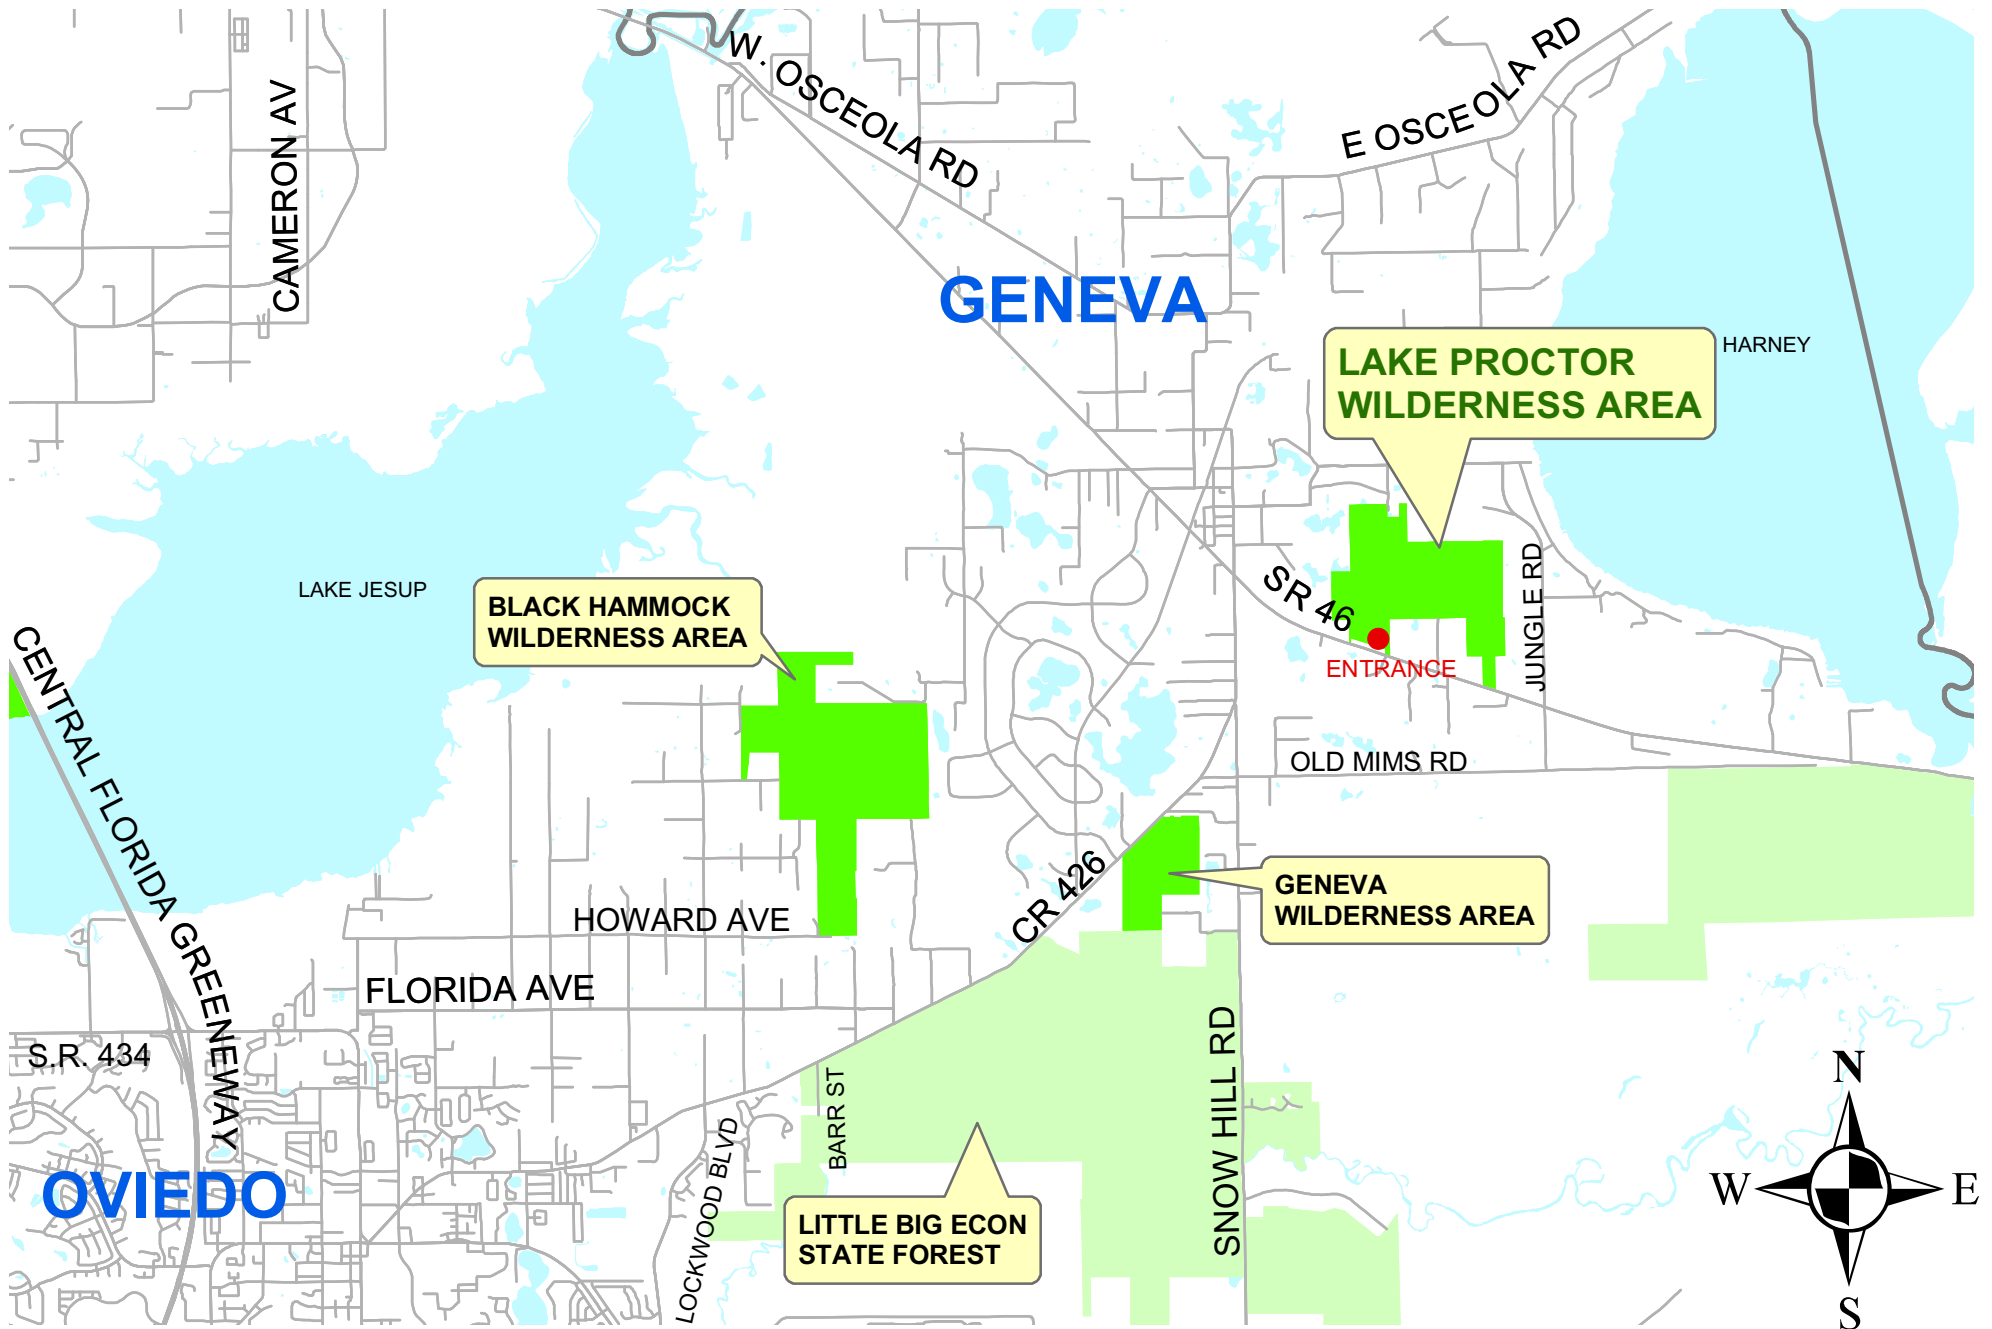 W. OSCEOLA RD
E OSCEOLA RD
CAMERON AV
GENEVA
LAKE PROCTOR
WILDERNESS AREA
HARNEY
LAKE JESUP
BLACK HAMMOCK
WILDERNESS AREA
SR 46
ENTRANCE
JUNGLE RD
OLD MIMS RD
CENTRAL FLORIDA GREENEWAY
HOWARD AVE
FLORIDA AVE
CR 426
GENEVA
WILDERNESS AREA
S.R. 434
OVIEDO
LOCKWOOD BLVD
BARR ST
LITTLE BIG ECON
STATE FOREST
SNOW HILL RD
N
W
E
S